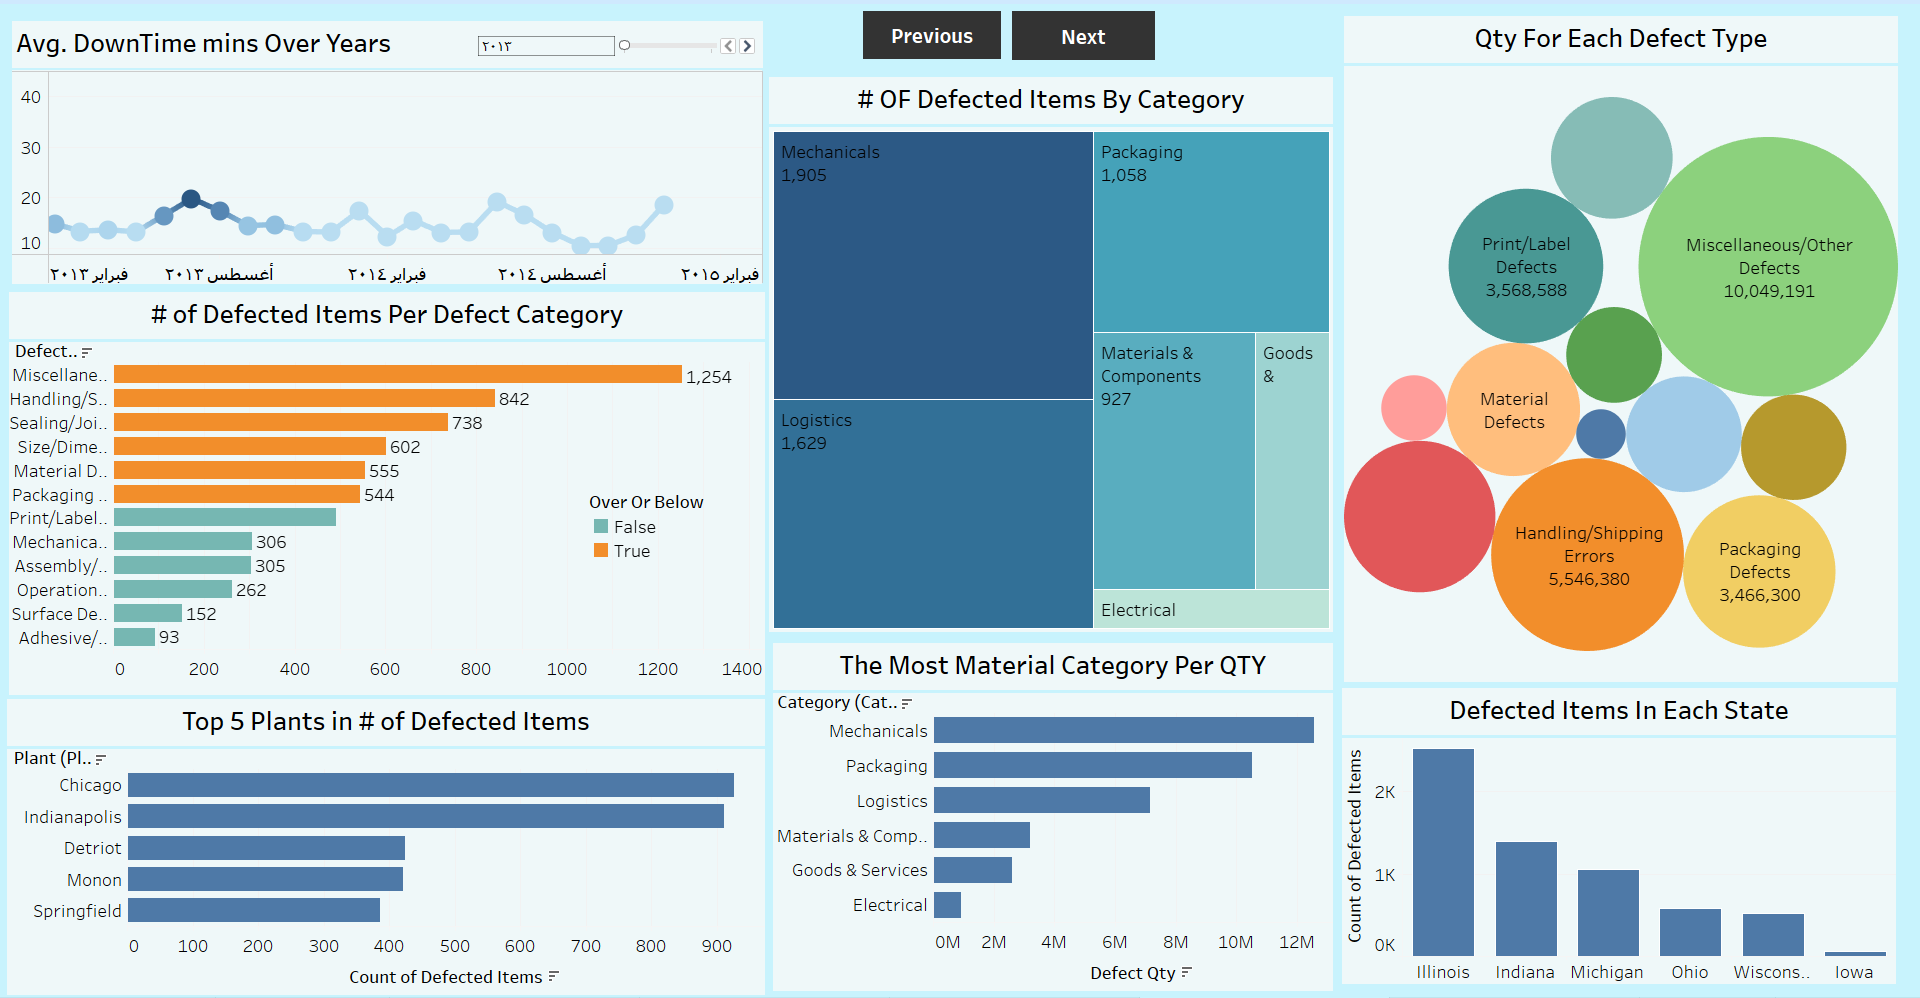 Avg. DownTime mins Over Years
٢٠١٣
40
30
20
10
فبراير ٢٠١٣
أغسطس ٢٠١٣
فبراير ٢٠١٤
أغسطس ٢٠١٤
فبراير ٢٠١٥
# of Defected Items Per Defect Category
Defect..
Miscellane.. 1,254
Handling/S.. 842
Sealing/Joi.. 738
Size/Dime.. 602
Material D.. 555
Packaging .. 544
Print/Label..
Mechanica.. 306
Assembly/.. 305
Operation.. 262
Surface De.. 152
Adhesive/.. 93
0 200 400 600 800 1000 1200 1400
Over Or Below
False
True
Top 5 Plants in # of Defected Items
Plant (Pl..
Chicago
Indianapolis
Detriot
Monon
Springfield
0 100 200 300 400 500 600 700 800 900
Count of Defected Items
Previous
Next
# OF Defected Items By Category
Mechanicals
1,905
Logistics
1,629
Packaging
1,058
Materials &
Components
927
Goods
&
Electrical
The Most Material Category Per QTY
Category (Cat..
Mechanicals
Packaging
Logistics
Materials & Comp..
Goods & Services
Electrical
0M 2M 4M 6M 8M 10M 12M
Defect Qty
Qty For Each Defect Type
Print/Label
Defects
3,568,588
Miscellaneous/Other
Defects
10,049,191
Material
Defects
Handling/Shipping
Errors
5,546,380
Packaging
Defects
3,466,300
Defected Items In Each State
Count of Defected Items
2K
1K
0K
Illinois Indiana Michigan Ohio Wiscons.. Iowa